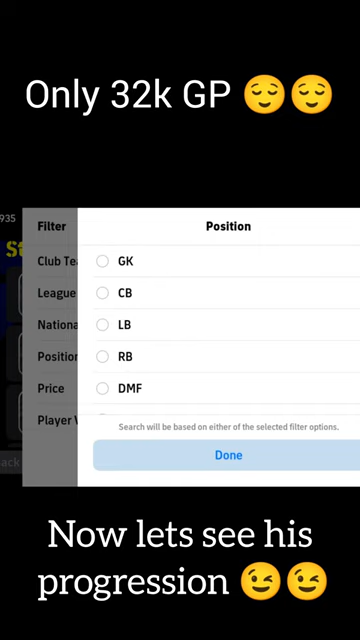 Only 32k GP 😌😌
935
Filter
Position
Club Te
GK
League
CB
Nationa
LB
Position
RB
Price
DMF
Player V
Search will be based on either of the selected filter options.
ack
Done
Now lets see his
progression 😉😉